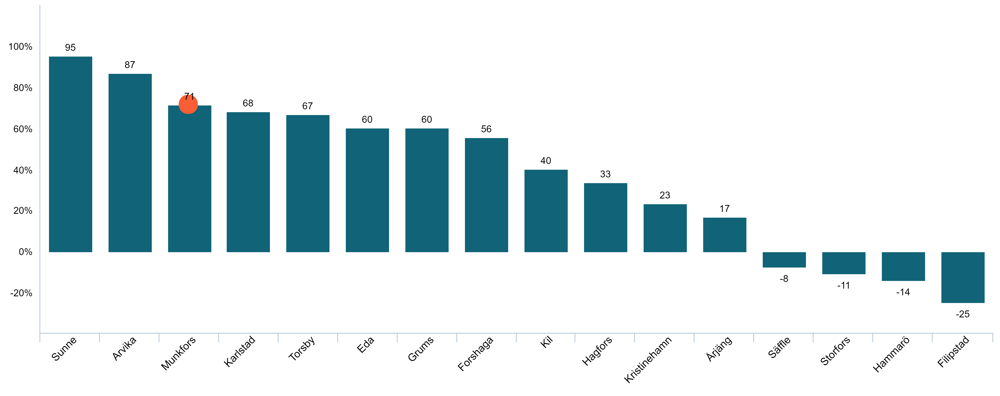 100%
80%
60%
40%
20%
0%
-20%
95
87
71
68
67
60
60
56
40
33
23
17
-8
-11
-14
-25
Sunne
Arvika
Munkfors
Karlstad
Torsby
Eda
Grums
Forshaga
Kil
Hagfors
Kristinehamn
Årjäng
Säffle
Storfors
Hammarö
Filipstad